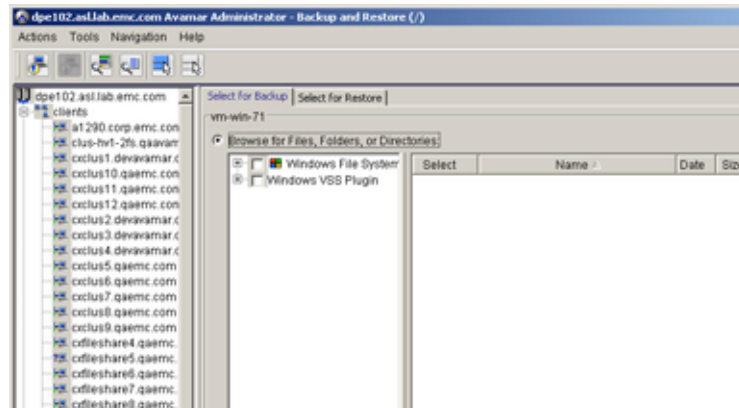 dpe102.asl.lab.emc.com Avamar Administrator - Backup and Restore (/)
Actions Tools Navigation Help
dpe102.asl.lab.emc.com
clients
a1290.corp.emc.con
clus-hv1-2fs.qaavam
cxclus1.devavamar.c
cxclus10.qaemc.con
cxclus11.qaemc.con
cxclus12.qaemc.con
cxclus2.devavamar.c
cxclus3.devavamar.c
cxclus4.devavamar.c
cxclus5.qaemc.com
cxclus6.qaemc.com
cxclus7.qaemc.com
cxclus8.qaemc.com
cxclus9.qaemc.com
cxfileshare4.qaemc.
cxfileshare5.qaemc.
cxfileshare6.qaemc.
cxfileshare7.qaemc.
cxfileshare8.qaemc.
Select for Backup Select for Restore
vm-win-71
Browse for Files, Folders, or Directories:
Windows File System
Windows VSS Plugin
Select Name Date Size